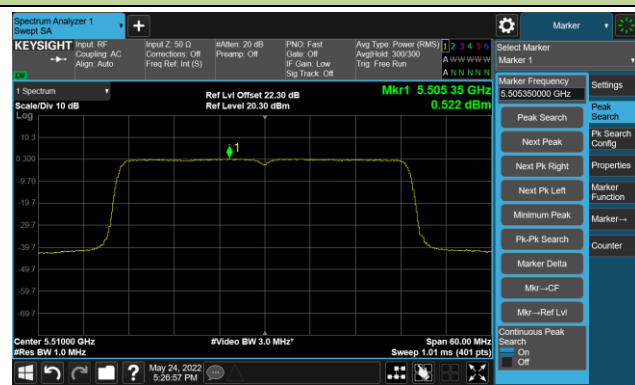 Spectrum Analyzer 1
Swept SA
Marker
KEYSIGHT
Input: RF
Coupling: AC
Align: Auto
Input Z: 50 Ω
Corrections: Off
Freq Ref: Int (S)
#Atten: 20 dB
Preamp: Off
PNO: Fast
Gate: Off
IF Gain: Low
Sig Track: Off
Avg Type: Power (RMS)
Avg|Hold: 300/300
Trig: Free Run
1 2 3 4 5 6
A W W W W W
A N N N N N
LW
Select Marker
Marker 1
1 Spectrum
Scale/Div 10 dB
Log
Ref Lvl Offset 22.30 dB
Ref Level 20.30 dBm
Mkr1 5.505 35 GHz
0.522 dBm
10.3
0.300
-9.70
-19.7
-29.7
-39.7
-49.7
-59.7
-69.7
1
Center 5.51000 GHz
#Res BW 1.0 MHz
#Video BW 3.0 MHz*
Span 60.00 MHz
Sweep 1.01 ms (401 pts)
Marker Frequency
5.505350000 GHz
Peak Search
Next Peak
Next Pk Right
Next Pk Left
Minimum Peak
Pk-Pk Search
Marker Delta
Mkr→CF
Mkr→Ref Lvl
Continuous Peak
Search
On
Off
Settings
Peak
Search
Pk Search
Config
Properties
Marker
Function
Marker→
Counter
May 24, 2022
5:26:57 PM